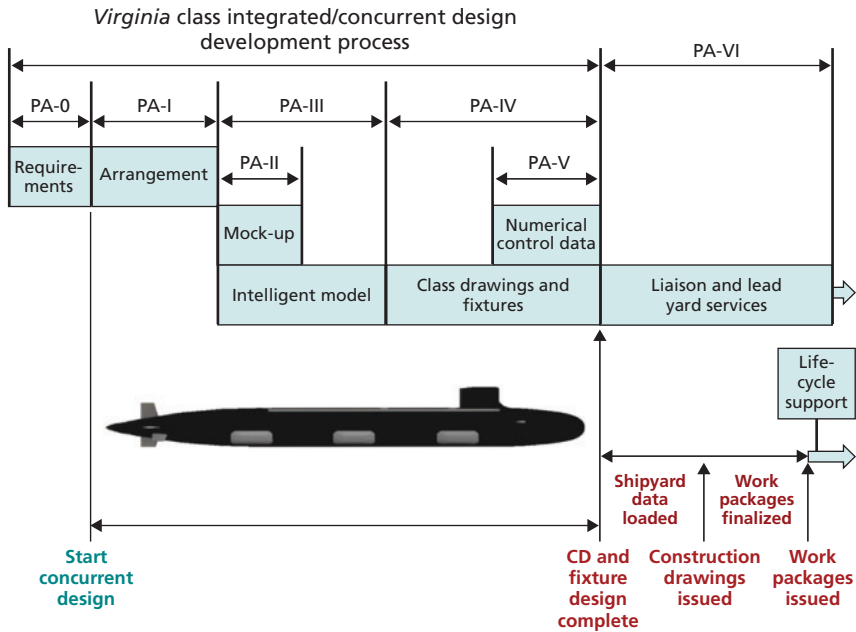 Virginia class integrated/concurrent design
development process
PA-VI
PA-0
PA-I
PA-III
PA-IV
PA-II
PA-V
Require-
ments
Arrangement
Mock-up
Numerical
control data
Intelligent model
Class drawings and
fixtures
Liaison and lead
yard services
Life-
cycle
support
Shipyard
data
loaded
Work
packages
finalized
Start
concurrent
design
CD and
fixture
design
complete
Construction
drawings
issued
Work
packages
issued